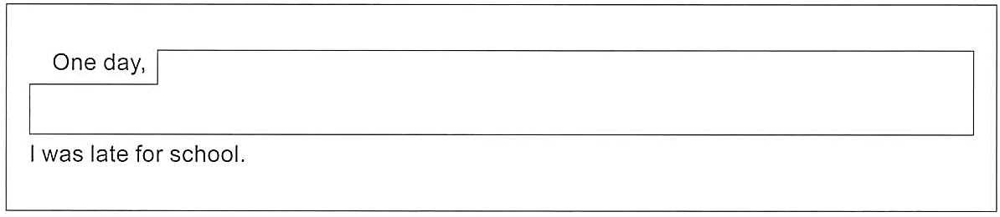 One day,
I was late for school.